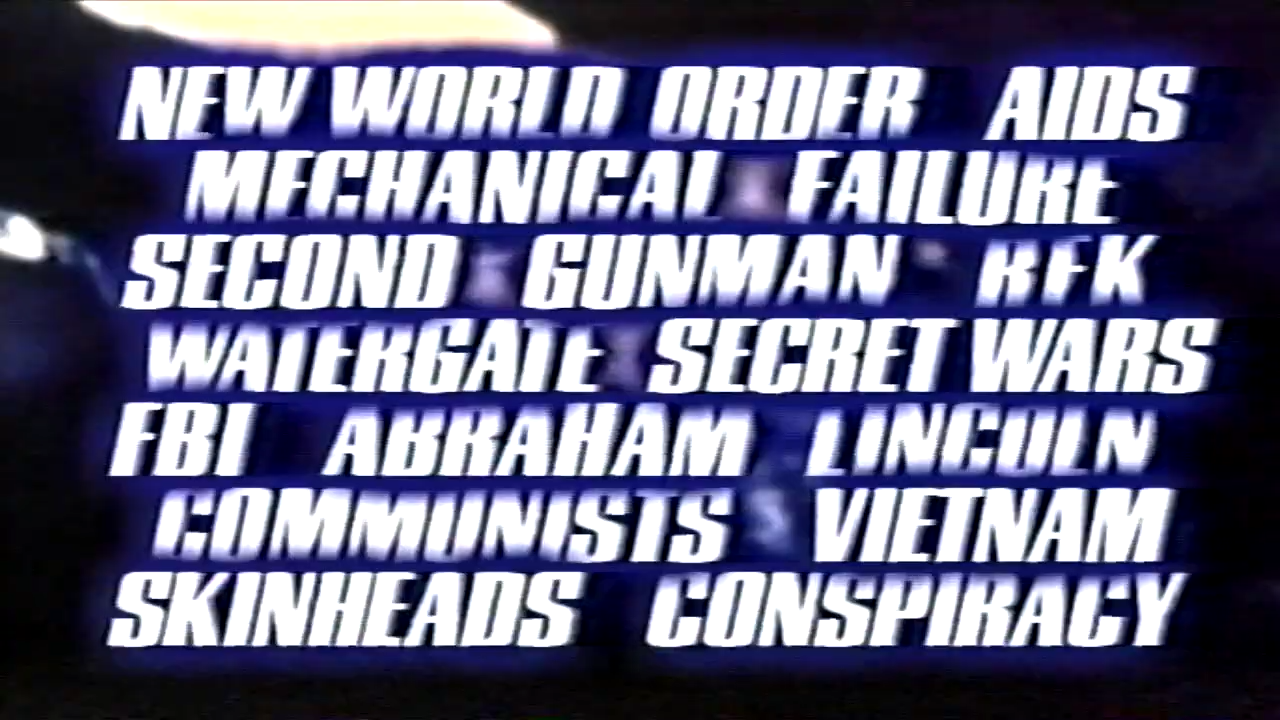 NEW WORLD ORDER AIDS
MECHANICAL FAILURE
SECOND GUNMAN RFK
WATERGATE SECRET WARS
FBI ABRAHAM LINCOLN
COMMUNISTS VIETNAM
SKINHEADS CONSPIRACY